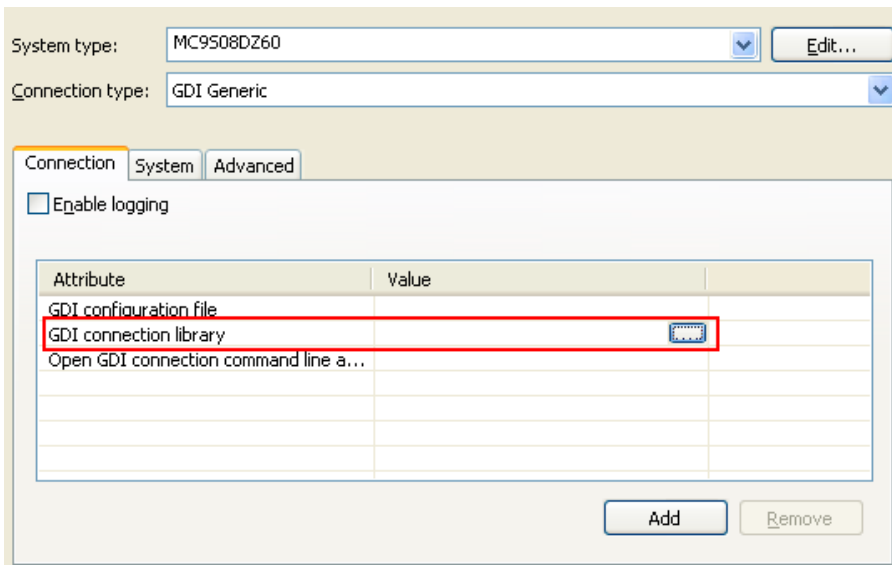 System type: MC9S08DZ60 Edit...
Connection type: GDI Generic
Connection System Advanced
Enable logging
Attribute Value
GDI configuration file
GDI connection library ...
Open GDI connection command line a...
Add Remove